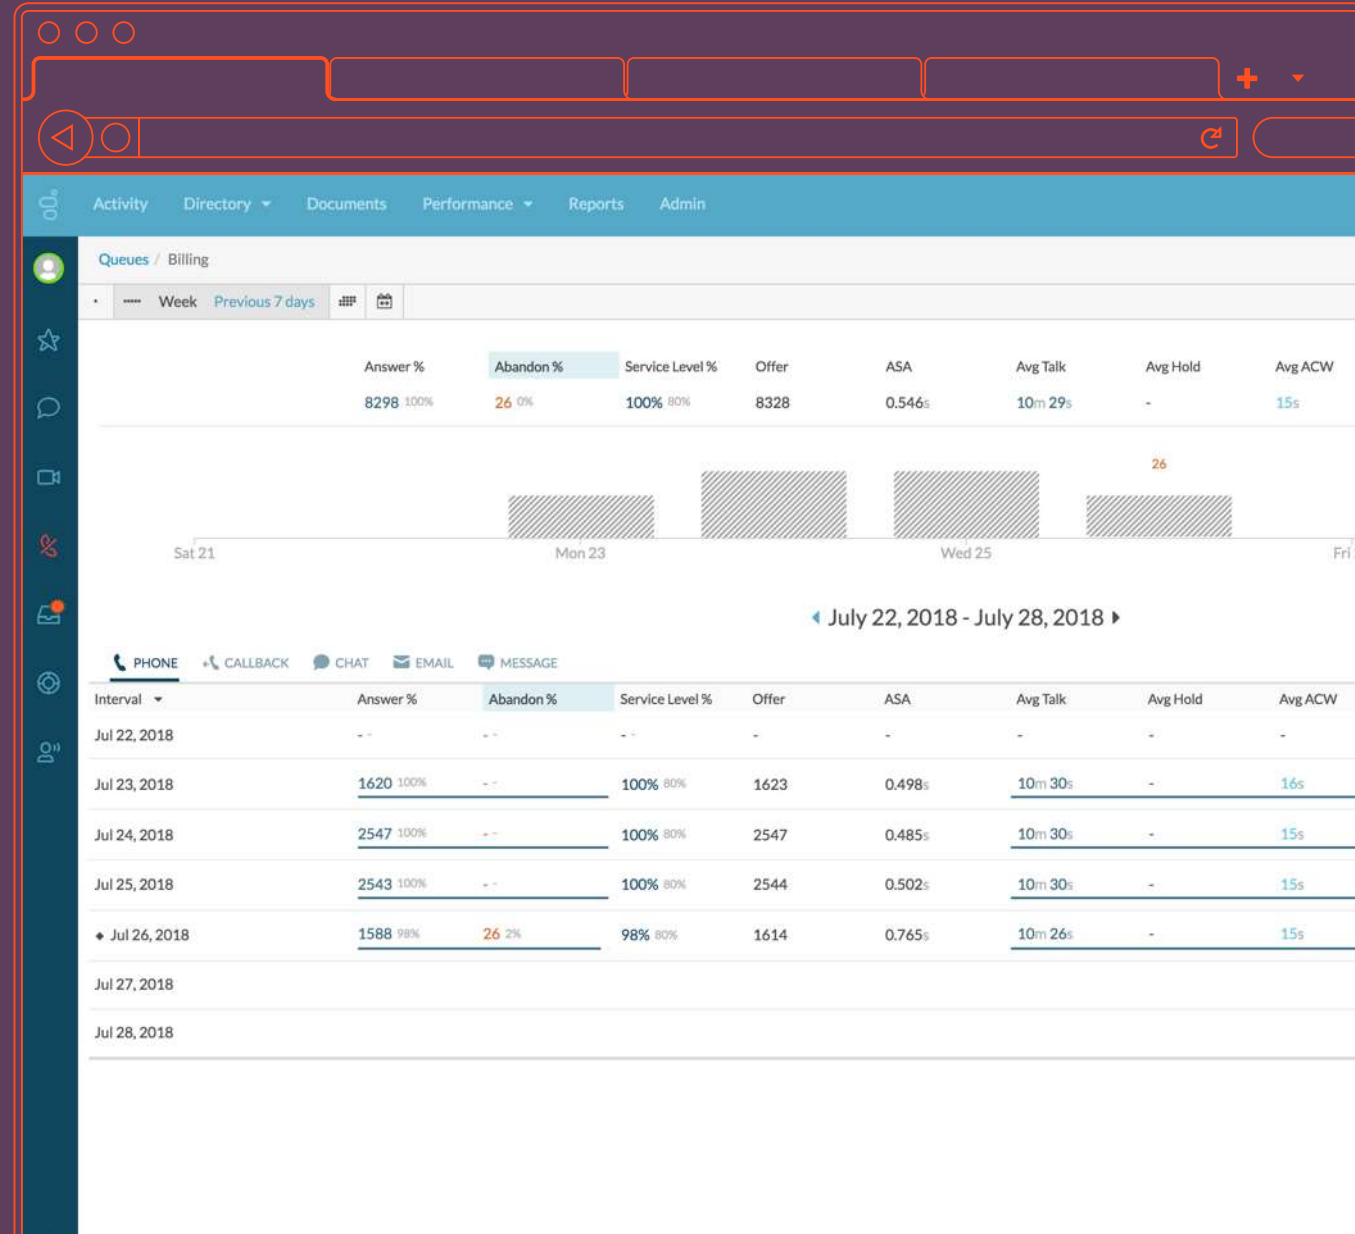 Activity Directory Documents Performance Reports Admin
Queues / Billing
Week Previous 7 days
Answer % Abandon % Service Level % Offer ASA Avg Talk Avg Hold Avg ACW
8298 100% 26 0% 100% 80% 8328 0.546s 10m 29s - 15s
26
Sat 21 Mon 23 Wed 25 Fri
July 22, 2018 - July 28, 2018
PHONE CALLBACK CHAT EMAIL MESSAGE
Interval Answer % Abandon % Service Level % Offer ASA Avg Talk Avg Hold Avg ACW
Jul 22, 2018 - - - - - - - - - - -
Jul 23, 2018 1620 100% - - 100% 80% 1623 0.498s 10m 30s - 16s
Jul 24, 2018 2547 100% - - 100% 80% 2547 0.485s 10m 30s - 15s
Jul 25, 2018 2543 100% - - 100% 80% 2544 0.502s 10m 30s - 15s
Jul 26, 2018 1588 98% 26 2% 98% 80% 1614 0.765s 10m 26s - 15s
Jul 27, 2018
Jul 28, 2018